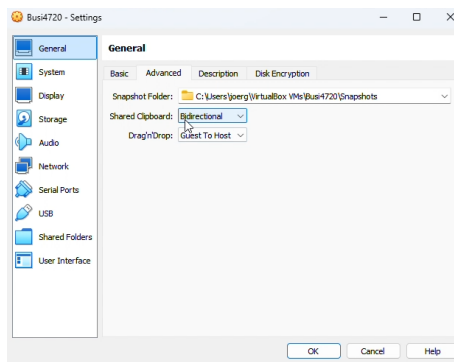 Busi4720 - Settings
General
System
Display
Storage
Audio
Network
Serial Ports
USB
Shared Folders
User Interface
General
Basic Advanced Description Disk Encryption
Snapshot Folder: C:\Users\joerg\VirtualBox VMs\Busi4720\Snapshots
Shared Clipboard: Bidirectional
Drag'n'Drop: Guest To Host
OK Cancel Help